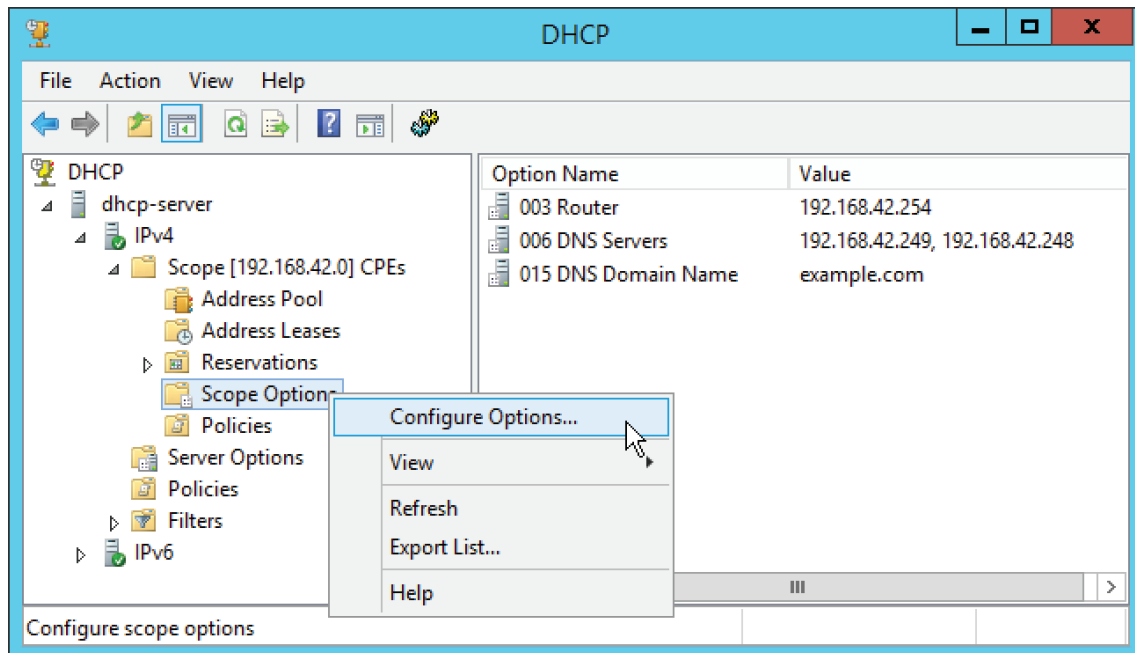 DHCP
File Action View Help
DHCP
dhcp-server
IPv4
Scope [192.168.42.0] CPEs
Address Pool
Address Leases
Reservations
Scope Options
Policies
Server Options
Policies
Filters
IPv6
Option Name Value
003 Router 192.168.42.254
006 DNS Servers 192.168.42.249, 192.168.42.248
015 DNS Domain Name example.com
Configure Options...
View
Refresh
Export List...
Help
Configure scope options